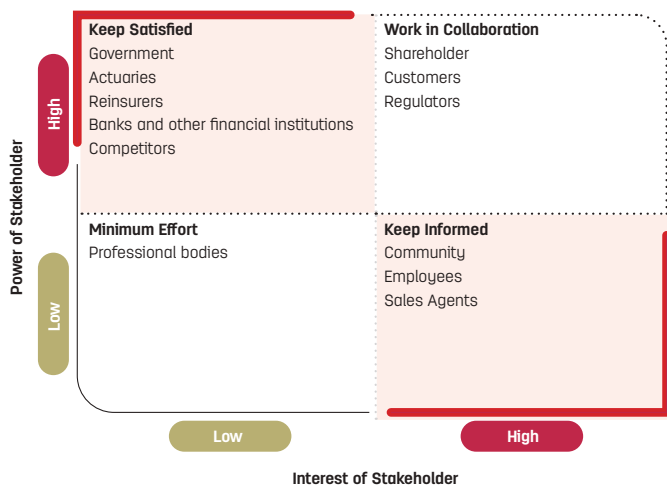 Keep Satisfied
Government
Actuaries
Reinsurers
Banks and other financial institutions
Competitors
Work in Collaboration
Shareholder
Customers
Regulators
High
Power of Stakeholder
Minimum Effort
Professional bodies
Keep Informed
Community
Employees
Sales Agents
Low
Low
High
Interest of Stakeholder